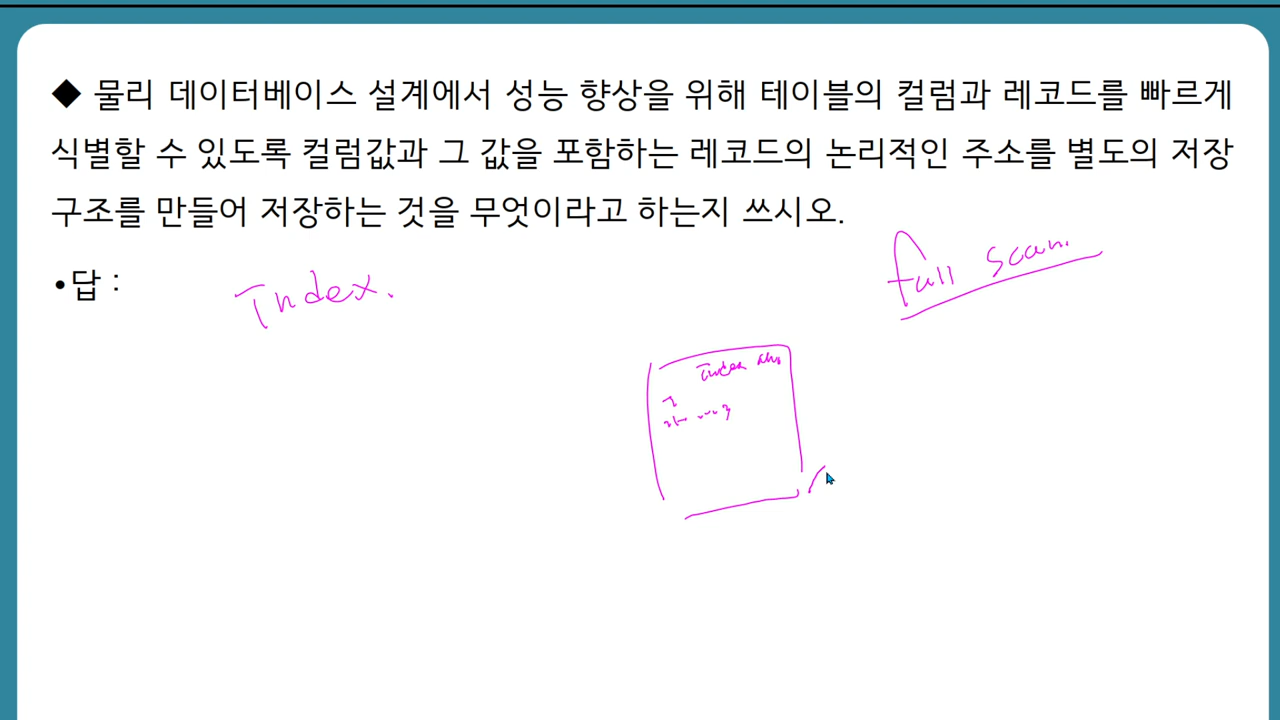 ◆ 물리 데이터베이스 설계에서 성능 향상을 위해 테이블의 컬럼과 레코드를 빠르게
식별할 수 있도록 컬럼값과 그 값을 포함하는 레코드의 논리적인 주소를 별도의 저장
구조를 만들어 저장하는 것을 무엇이라고 하는지 쓰시오.
full scan.
•답 :
Index.
Index